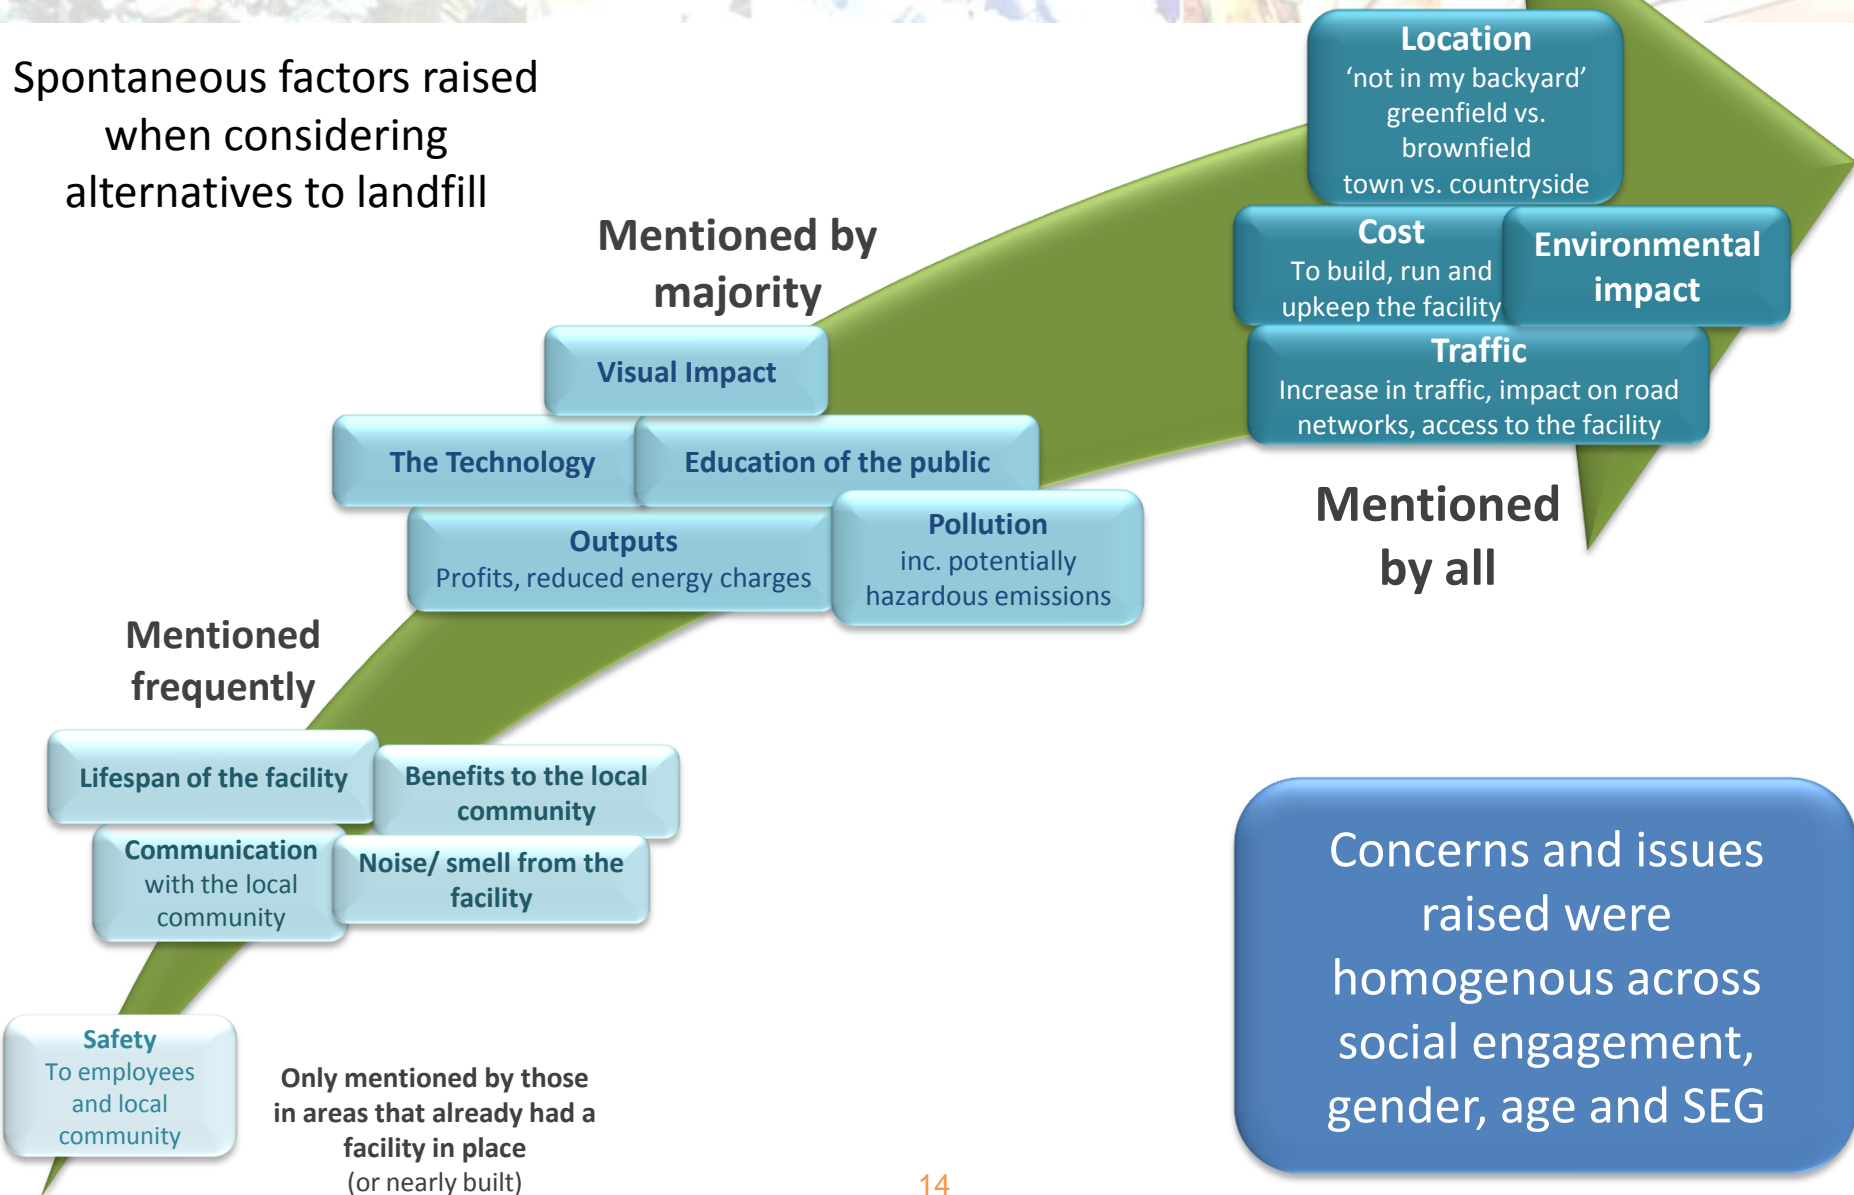 Spontaneous factors raised
when considering
alternatives to landfill
Location
‘not in my backyard’
greenfield vs.
brownfield
town vs. countryside
Cost
To build, run and
upkeep the facility
Environmental
impact
Traffic
Increase in traffic, impact on road
networks, access to the facility
Mentioned
by all
Mentioned by
majority
Visual Impact
The Technology
Education of the public
Outputs
Profits, reduced energy charges
Pollution
inc. potentially
hazardous emissions
Mentioned
frequently
Lifespan of the facility
Benefits to the local
community
Communication
with the local
community
Noise/ smell from the
facility
Safety
To employees
and local
community
Only mentioned by those
in areas that already had a
facility in place
(or nearly built)
Concerns and issues
raised were
homogenous across
social engagement,
gender, age and SEG
14